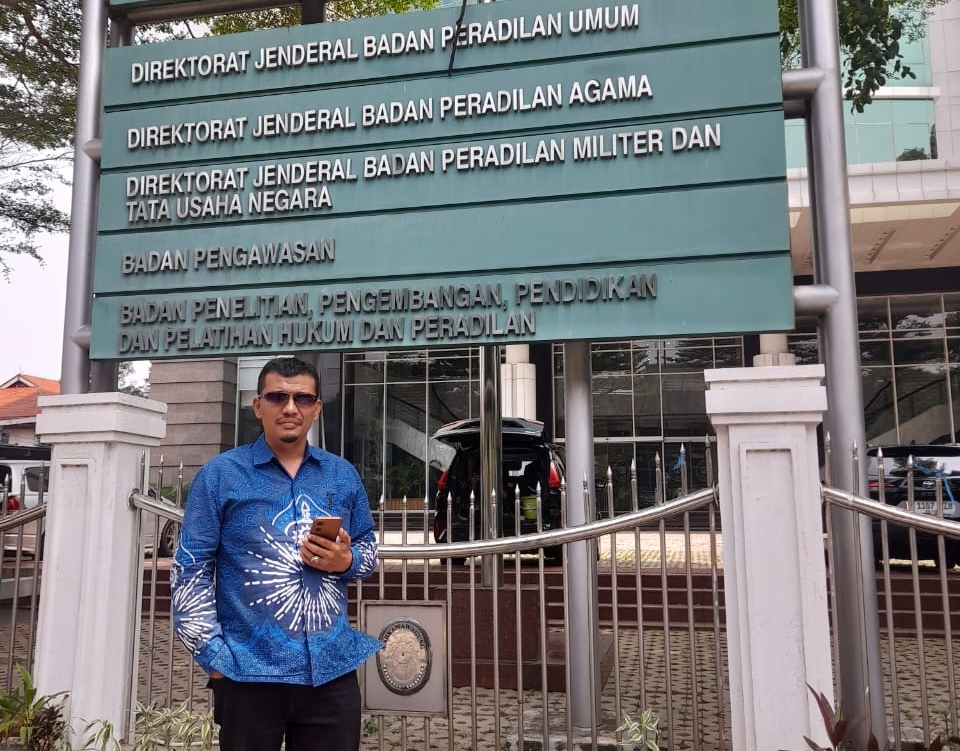 DIREKTORAT JENDERAL BADAN PERADILAN UMUM
DIREKTORAT JENDERAL BADAN PERADILAN AGAMA
DIREKTORAT JENDERAL BADAN PERADILAN MILITER DAN
TATA USAHA NEGARA
BADAN PENGAWASAN
BADAN PENELITIAN, PENGEMBANGAN, PENDIDIKAN
DAN PELATIHAN HUKUM DAN PERADILAN